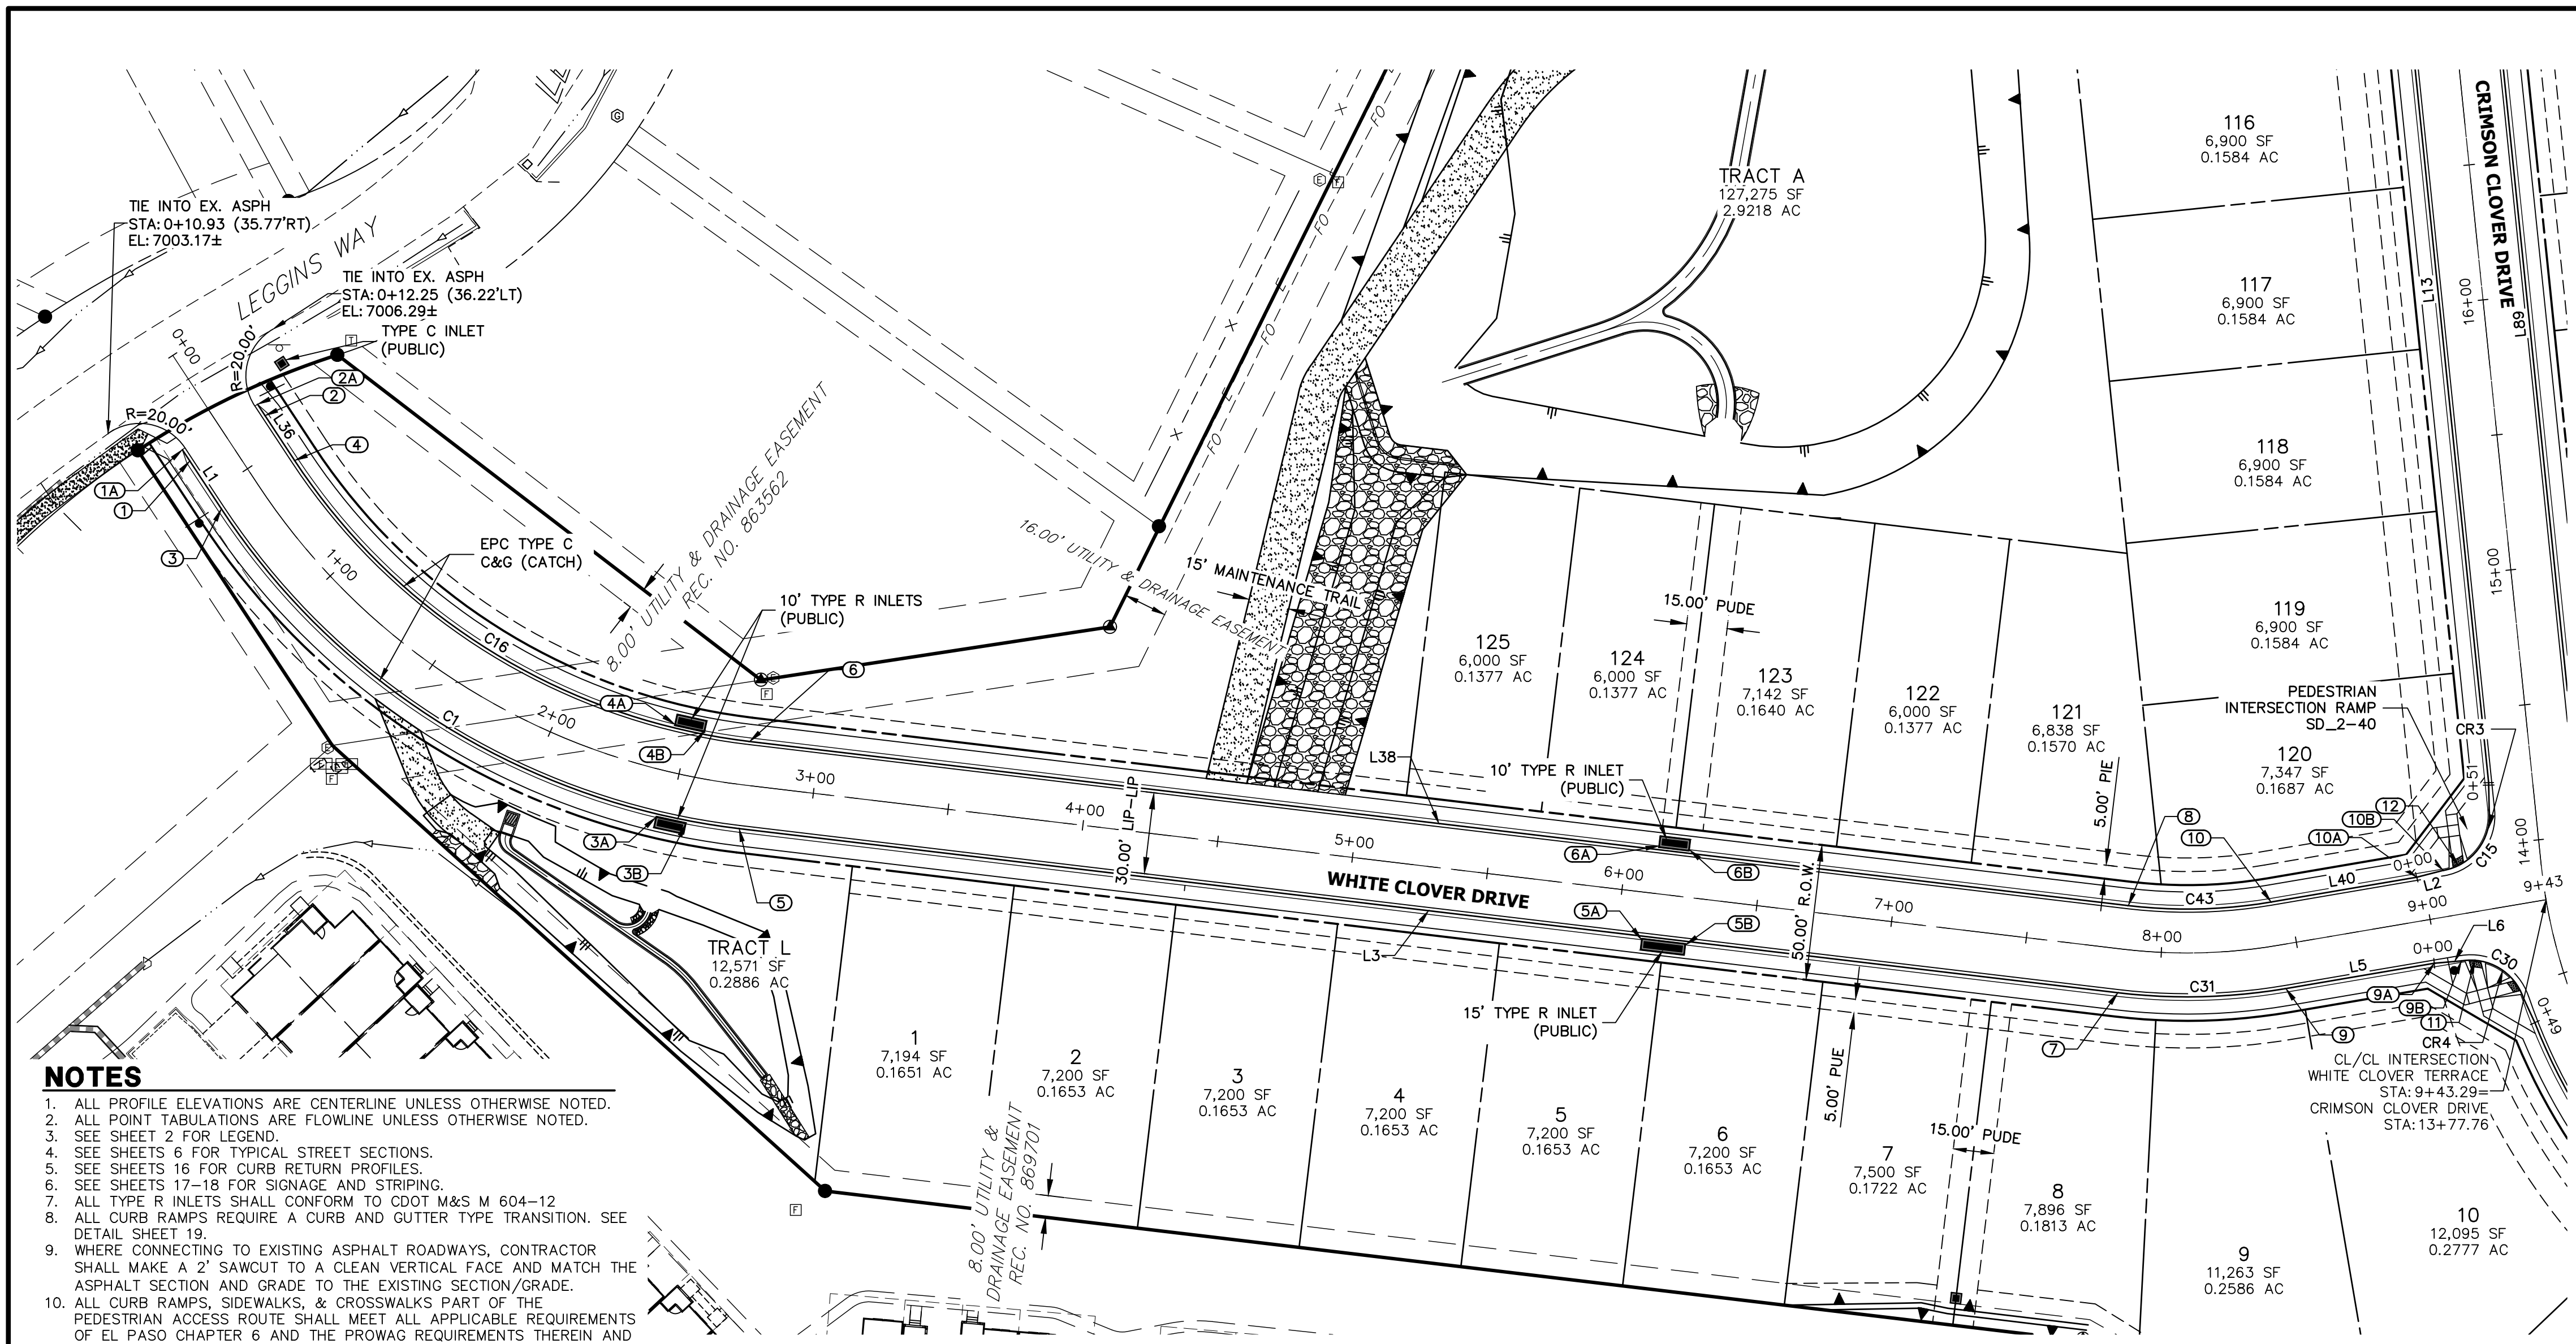 TIE INTO EX. ASPH
STA: 0+10.93 (35.77'RT)
EL: 7003.17±
LEGGINS WAY
TIE INTO EX. ASPH
STA: 0+12.25 (36.22'LT)
EL: 7006.29±
TYPE C INLET
(PUBLIC)
0+00
R=20.00'
R=20.00'
2A
2
L36
4
L1
1A
1
3
EPC TYPE C
C&G (CATCH)
1+00
8.00' UTILITY & DRAINAGE EASEMENT
REC. NO. 863562
10' TYPE R INLETS
(PUBLIC)
C16
6
4A
4B
C1
2+00
3A
3B
5
3+00
TRACT L
12,571 SF
0.2886 AC
G
T
E
T
F
E
F
F
X
X
X
X
FO
FO
FO
FO
16.00' UTILITY & DRAINAGE EASEMENT
15' MAINTENANCE TRAIL
TRACT A
127,275 SF
2.9218 AC
30.00' LIP-LIP
4+00
5+00
6+00
7+00
8+00
9+00
WHITE CLOVER DRIVE
L38
10' TYPE R INLET
(PUBLIC)
6A
6B
5A
5B
L3
15' TYPE R INLET
(PUBLIC)
50.00' R.O.W.
15.00' PUDE
125
6,000 SF
0.1377 AC
124
6,000 SF
0.1377 AC
123
7,142 SF
0.1640 AC
122
6,000 SF
0.1377 AC
121
6,838 SF
0.1570 AC
120
7,347 SF
0.1687 AC
119
6,900 SF
0.1584 AC
118
6,900 SF
0.1584 AC
117
6,900 SF
0.1584 AC
116
6,900 SF
0.1584 AC
CRIMSON CLOVER DRIVE
L13
L89
16+00
15+00
14+00
PEDESTRIAN
INTERSECTION RAMP
SD_2-40
CR3
0+51
5.00' PIE
8
10
10A
10B
12
0+00
C43
L40
L2
C15
9+43
L6
0+00
C30
L5
C31
9A
9B
11
9
7
CR4
0+49
CL/CL INTERSECTION
WHITE CLOVER TERRACE
STA: 9+43.29=
CRIMSON CLOVER DRIVE
STA: 13+77.76
5.00' PUE
15.00' PUDE
1
7,194 SF
0.1651 AC
2
7,200 SF
0.1653 AC
3
7,200 SF
0.1653 AC
4
7,200 SF
0.1653 AC
5
7,200 SF
0.1653 AC
6
7,200 SF
0.1653 AC
7
7,500 SF
0.1722 AC
8
7,896 SF
0.1813 AC
9
11,263 SF
0.2586 AC
10
12,095 SF
0.2777 AC
8.00' UTILITY &
DRAINAGE EASEMENT
REC. NO. 869701
NOTES
1. ALL PROFILE ELEVATIONS ARE CENTERLINE UNLESS OTHERWISE NOTED.
2. ALL POINT TABULATIONS ARE FLOWLINE UNLESS OTHERWISE NOTED.
3. SEE SHEET 2 FOR LEGEND.
4. SEE SHEETS 6 FOR TYPICAL STREET SECTIONS.
5. SEE SHEETS 16 FOR CURB RETURN PROFILES.
6. SEE SHEETS 17-18 FOR SIGNAGE AND STRIPING.
7. ALL TYPE R INLETS SHALL CONFORM TO CDOT M&S M 604-12
8. ALL CURB RAMPS REQUIRE A CURB AND GUTTER TYPE TRANSITION. SEE
DETAIL SHEET 19.
9. WHERE CONNECTING TO EXISTING ASPHALT ROADWAYS, CONTRACTOR
SHALL MAKE A 2' SAWCUT TO A CLEAN VERTICAL FACE AND MATCH THE
ASPHALT SECTION AND GRADE TO THE EXISTING SECTION/GRADE.
10. ALL CURB RAMPS, SIDEWALKS, & CROSSWALKS PART OF THE
PEDESTRIAN ACCESS ROUTE SHALL MEET ALL APPLICABLE REQUIREMENTS
OF EL PASO CHAPTER 6 AND THE PROWAG REQUIREMENTS THEREIN AND